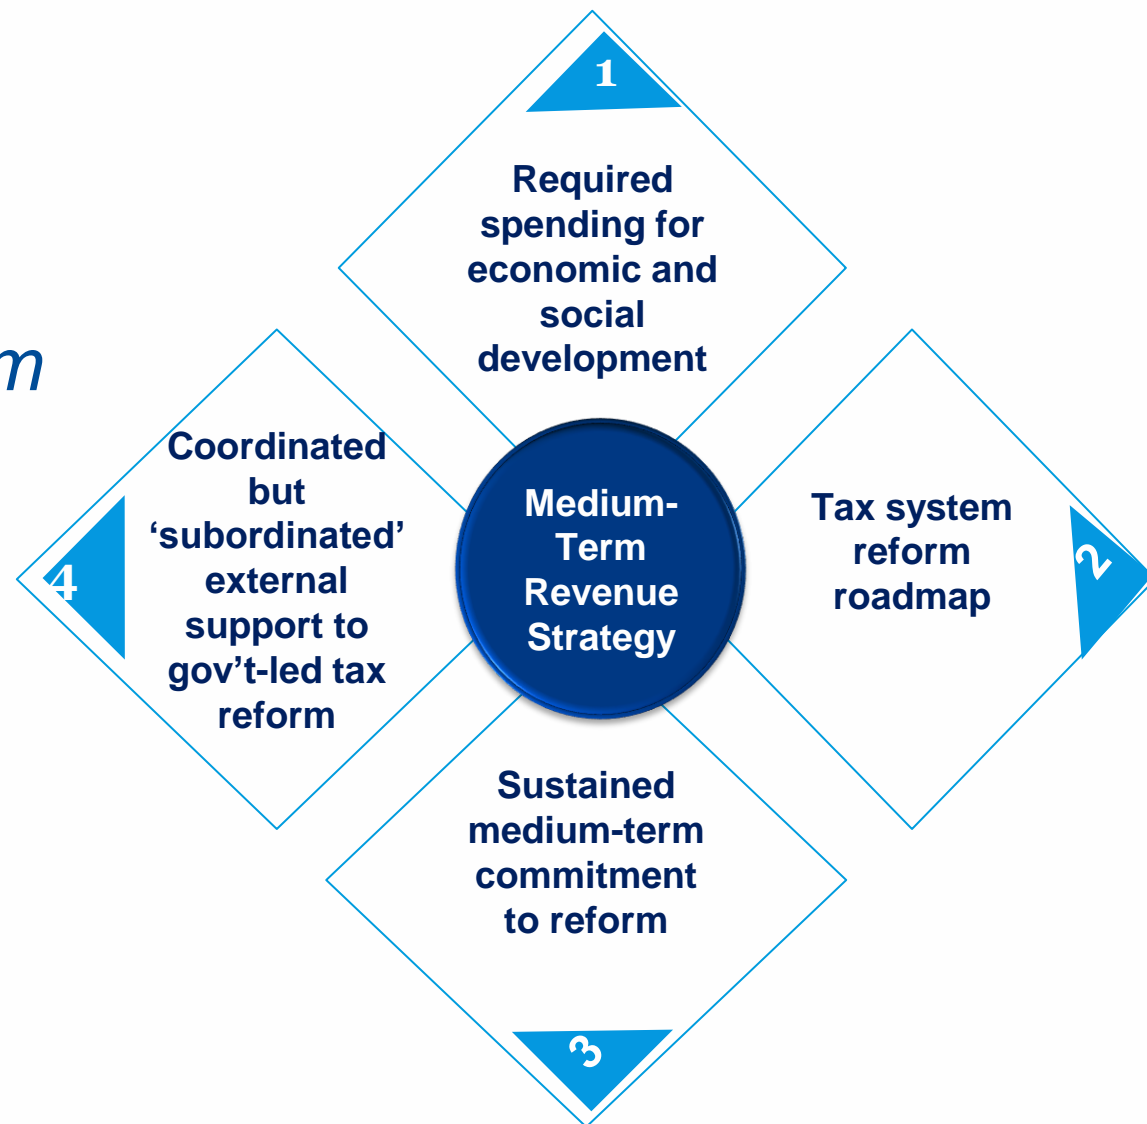 1
Required
spending for
economic and
social
development
m
Coordinated
but
‘subordinated’
external
support to
gov’t-led tax
reform
4
Medium-
Term
Revenue
Strategy
Tax system
reform
roadmap
2
Sustained
medium-term
commitment
to reform
3